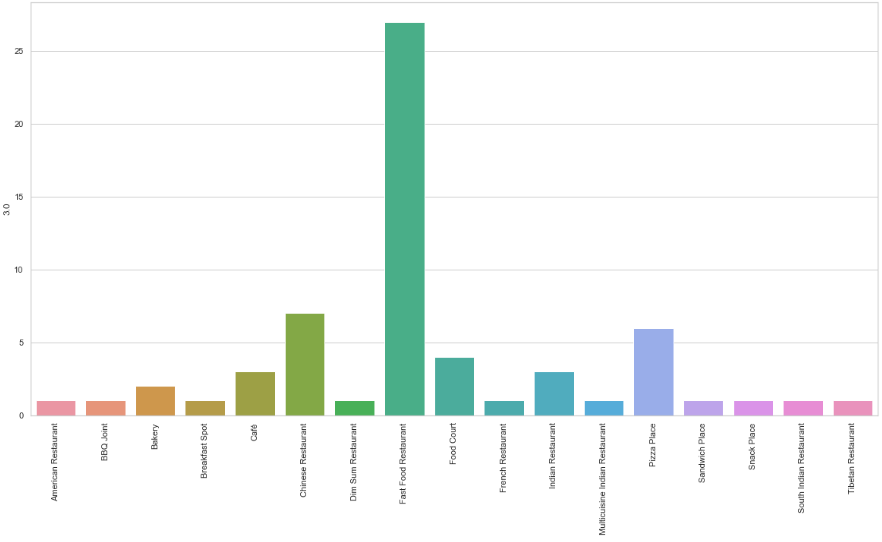 25
20
15
10
5
0
3.0
American Restaurant
BBQ Joint
Bakery
Breakfast Spot
Café
Chinese Restaurant
Dim Sum Restaurant
Fast Food Restaurant
Food Court
French Restaurant
Indian Restaurant
Multicuisine Indian Restaurant
Pizza Place
Sandwich Place
Snack Place
South Indian Restaurant
Tibetan Restaurant